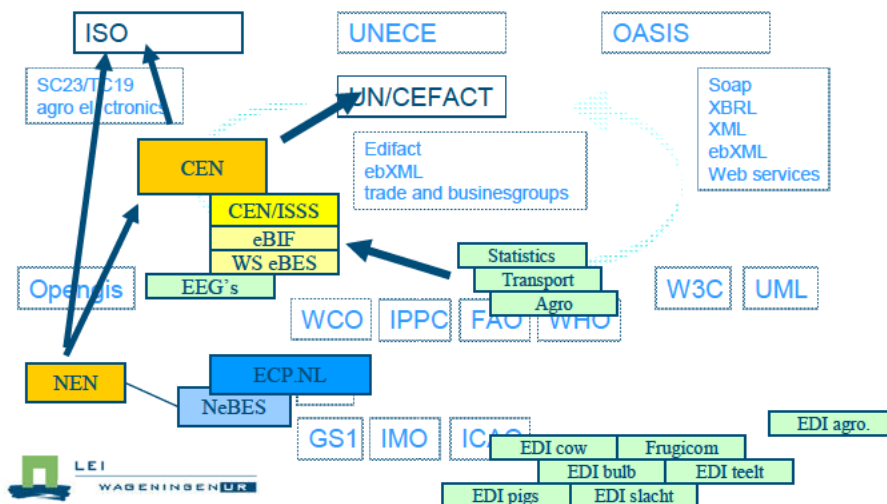 ISO
UNECE
OASIS
SC23/TC19
agro electronics
UN/CEFACT
Soap
XBRL
XML
ebXML
Web services
Edifact
ebXML
trade and businesgroups
CEN
CEN/ISSS
eBIF
WS eBES
EEG's
Statistics
Transport
Agro
Opengis
W3C
UML
WCO
IPPC
FAO
WHO
NEN
ECP.NL
NeBES
GS1
IMO
ICAO
EDI agro.
EDI cow
Frugicom
EDI bulb
EDI teelt
EDI pigs
EDI slacht
LEI
WAGENINGEN UR